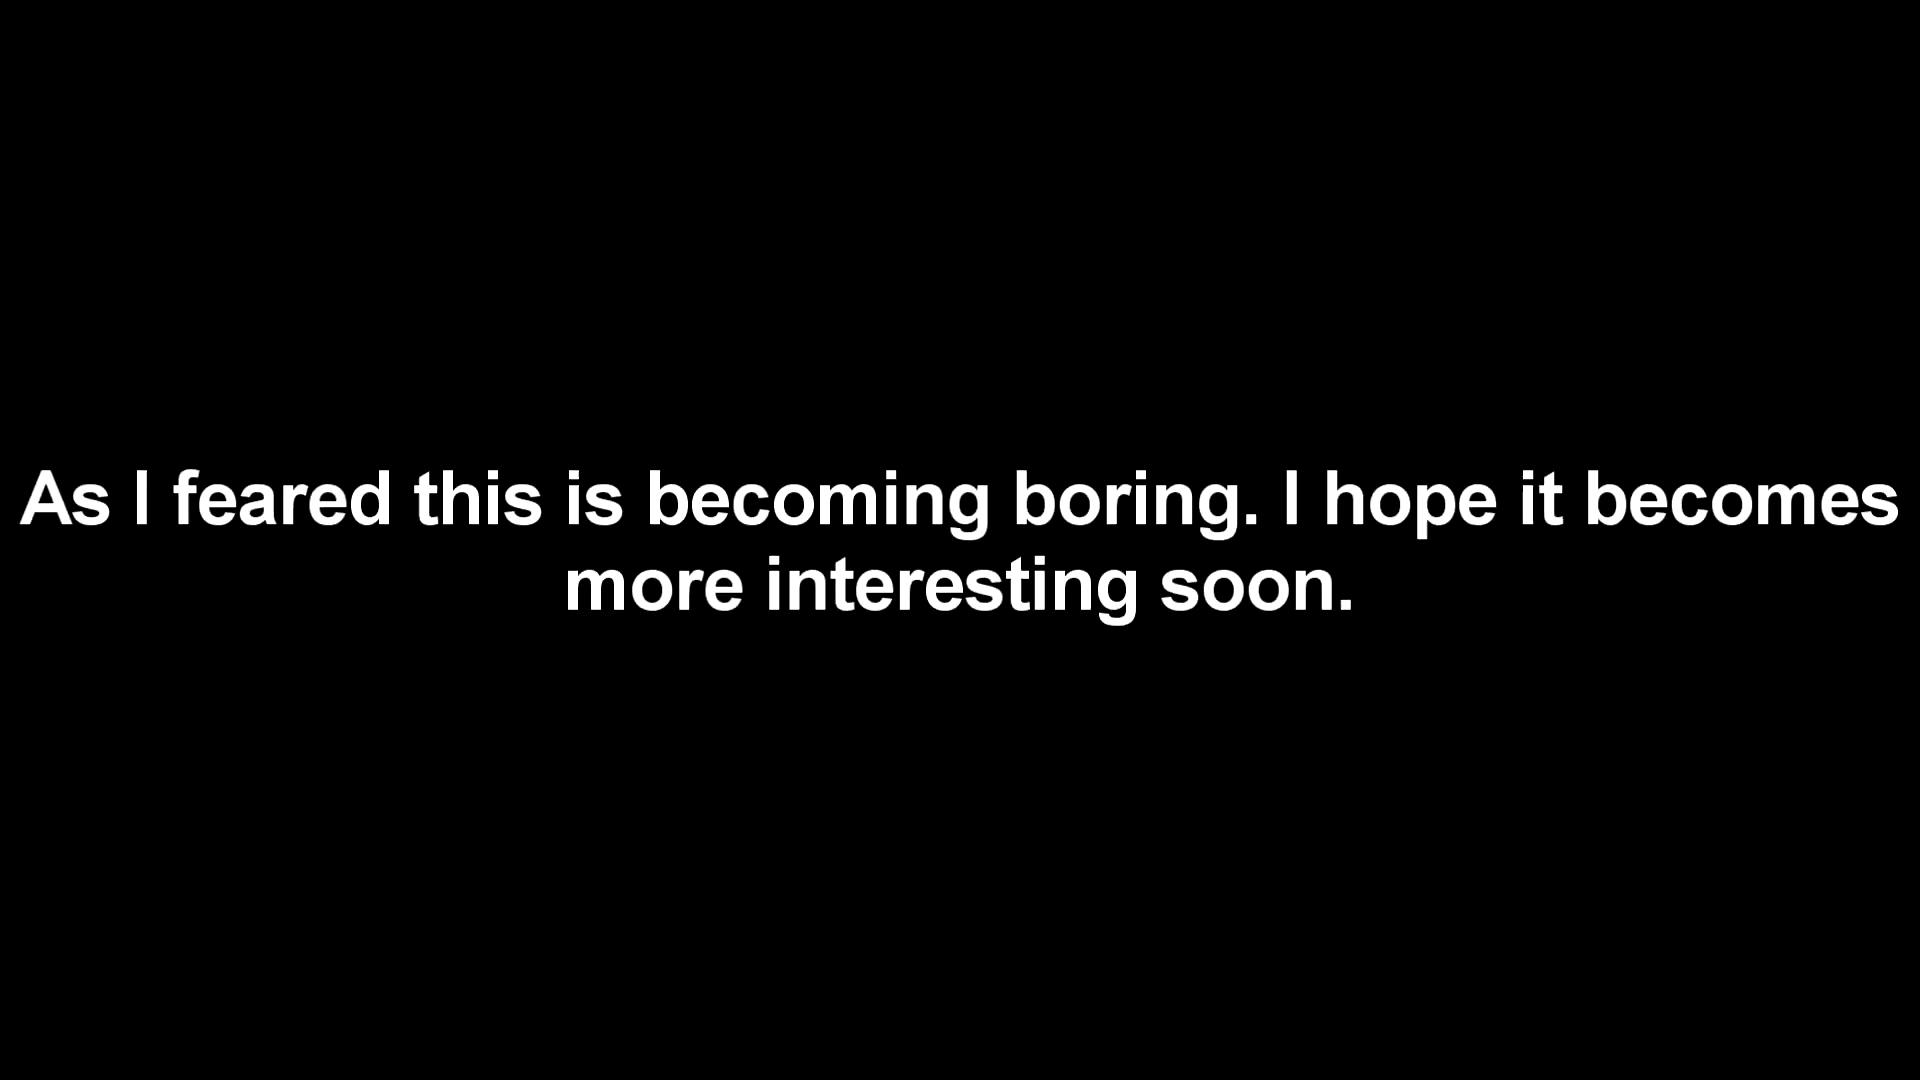 As I feared this is becoming boring. I hope it becomes
more interesting soon.